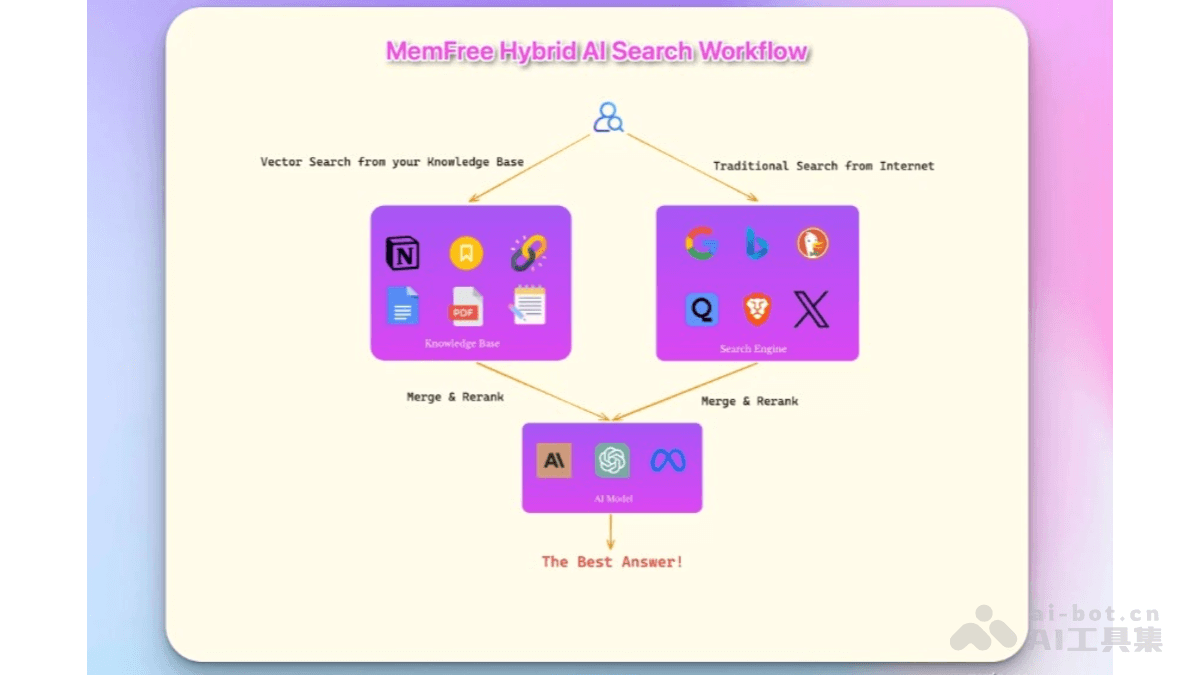 MemFree Hybrid AI Search Workflow
Vector Search from your Knowledge Base
Traditional Search from Internet
N
PDF
Knowledge Base
G
b
Q
X
Search Engine
Merge & Rerank
Merge & Rerank
A\
AI Model
The Best Answer!
ai-bot.cn
AI工具集